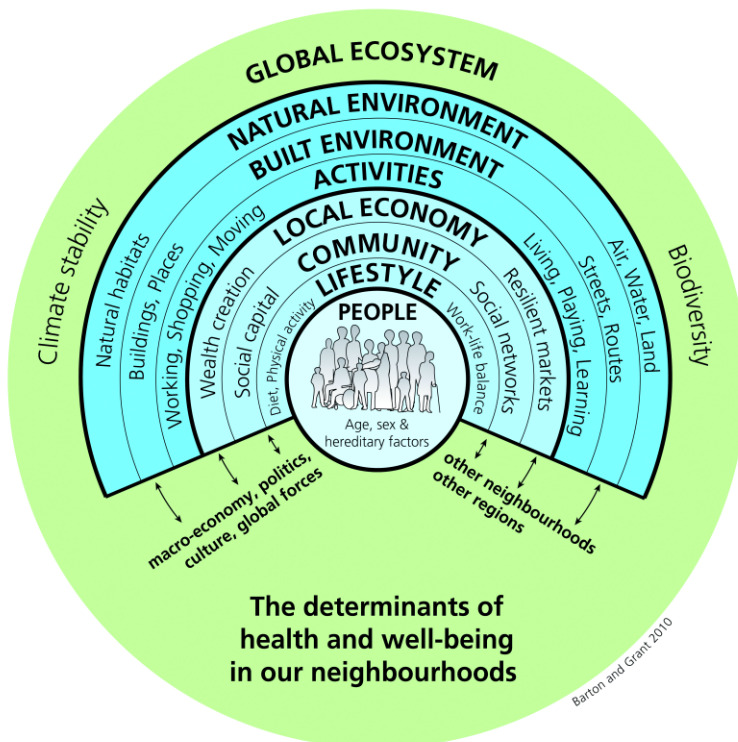 GLOBAL ECOSYSTEM
NATURAL ENVIRONMENT
BUILT ENVIRONMENT
ACTIVITIES
LOCAL ECONOMY
COMMUNITY
LIFESTYLE
PEOPLE
Age, sex &
hereditary factors
Climate stability
Natural habitats
Buildings, Places
Working, Shopping, Moving
Wealth creation
Social capital
Diet, Physical activity
Work-life balance
Social networks
Resilient markets
Living, Playing, Learning
Streets, Routes
Air, Water, Land
Biodiversity
macro-economy, politics,
culture, global forces
other neighbourhoods
other regions
The determinants of
health and well-being
in our neighbourhoods
Barton and Grant 2010